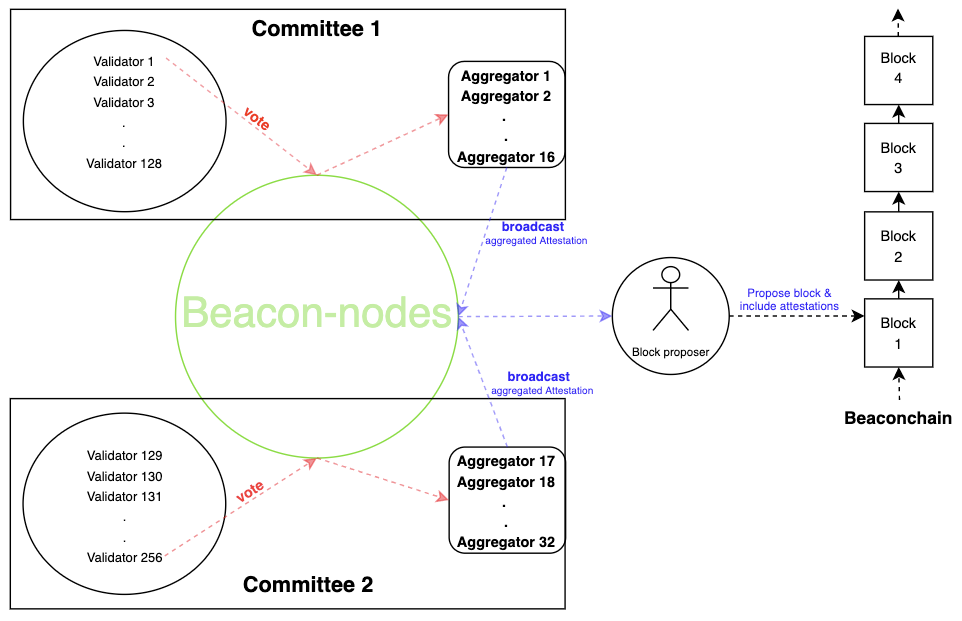 Committee 1
Validator 1
Validator 2
Validator 3
.
.
Validator 128
vote
Aggregator 1
Aggregator 2
.
.
Aggregator 16
broadcast
aggregated Attestation
Beacon-nodes
broadcast
aggregated Attestation
Validator 129
Validator 130
Validator 131
.
.
Validator 256
vote
Aggregator 17
Aggregator 18
.
.
Aggregator 32
Committee 2
Block proposer
Propose block &
include attestations
Block
4
Block
3
Block
2
Block
1
Beaconchain